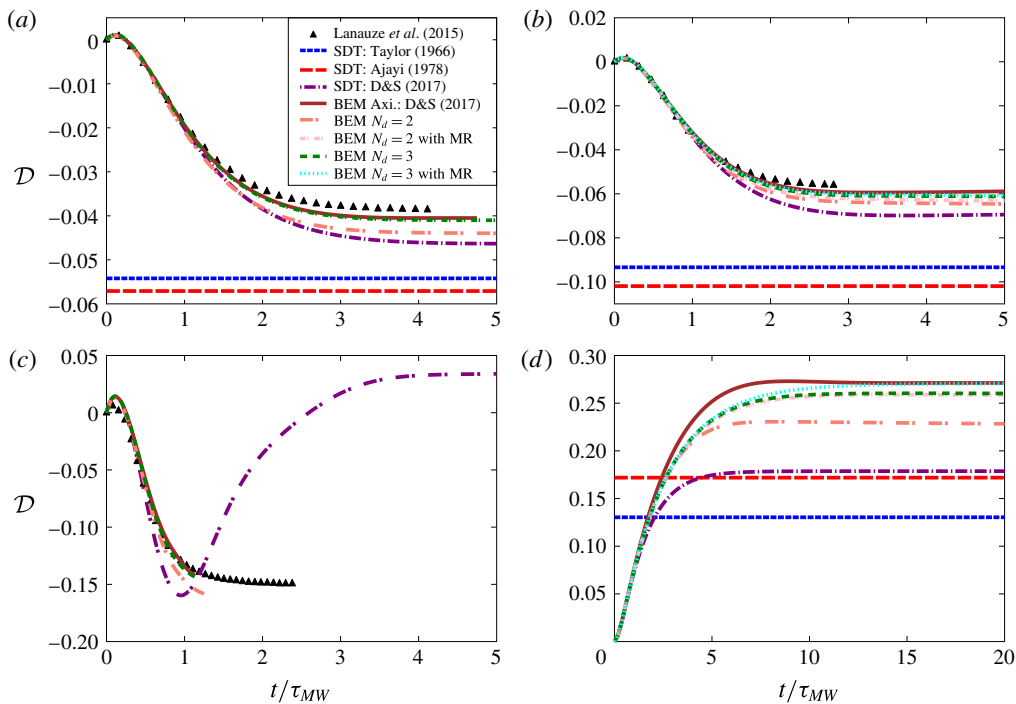 (a)
0
−0.01
−0.02
−0.03
−0.04
−0.05
−0.06
𝒟
0 1 2 3 4 5
Lanauze et al. (2015)
SDT: Taylor (1966)
SDT: Ajayi (1978)
SDT: D&S (2017)
BEM Axi.: D&S (2017)
BEM N_d = 2
BEM N_d = 2 with MR
BEM N_d = 3
BEM N_d = 3 with MR
(b)
0.02
0
−0.02
−0.04
−0.06
−0.08
−0.10
0 1 2 3 4 5
(c)
0.05
0
−0.05
−0.10
−0.15
−0.20
𝒟
0 1 2 3 4 5
t/τ_MW
(d)
0.30
0.25
0.20
0.15
0.10
0.05
0 5 10 15 20
t/τ_MW